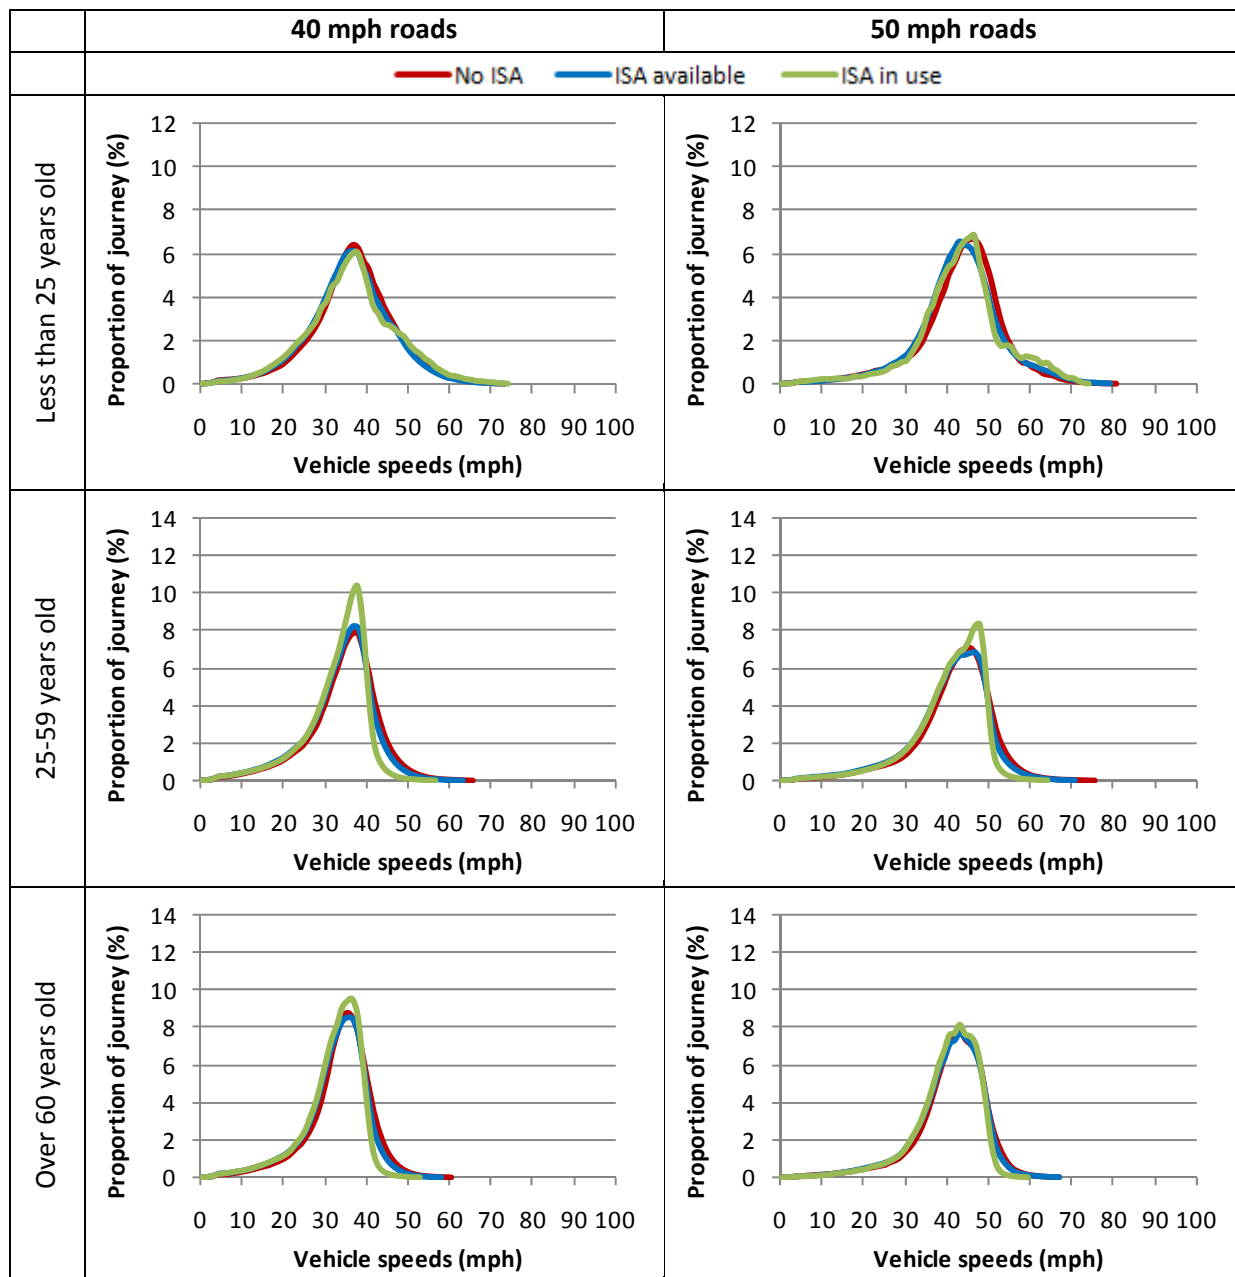 40 mph roads 50 mph roads
No ISA ISA available ISA in use
Less than 25 years old
Proportion of journey (%)
12
10
8
6
4
2
0
0 10 20 30 40 50 60 70 80 90 100
Vehicle speeds (mph)
Proportion of journey (%)
12
10
8
6
4
2
0
0 10 20 30 40 50 60 70 80 90 100
Vehicle speeds (mph)
25-59 years old
Proportion of journey (%)
14
12
10
8
6
4
2
0
0 10 20 30 40 50 60 70 80 90 100
Vehicle speeds (mph)
Proportion of journey (%)
14
12
10
8
6
4
2
0
0 10 20 30 40 50 60 70 80 90 100
Vehicle speeds (mph)
Over 60 years old
Proportion of journey (%)
14
12
10
8
6
4
2
0
0 10 20 30 40 50 60 70 80 90 100
Vehicle speeds (mph)
Proportion of journey (%)
14
12
10
8
6
4
2
0
0 10 20 30 40 50 60 70 80 90 100
Vehicle speeds (mph)